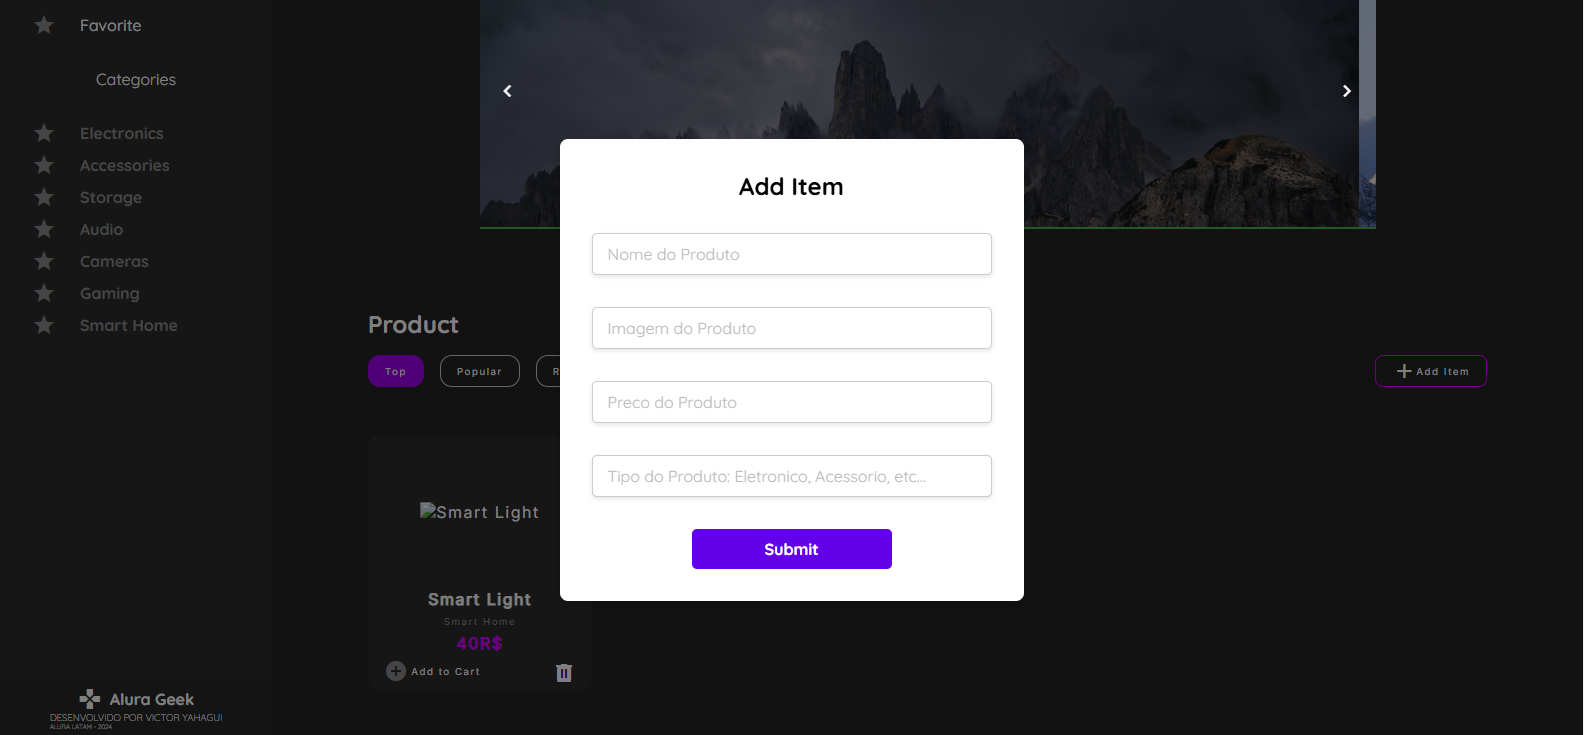 Favorite
Categories
Electronics
Accessories
Storage
Audio
Cameras
Gaming
Smart Home
Alura Geek
DESENVOLVIDO POR VICTOR YAHAGUI
ALURA LATAM - 2024
Product
Top
Popular
R
Add Item
Smart Light
Smart Light
Smart Home
40R$
Add to Cart
Add Item
Nome do Produto
Imagem do Produto
Preco do Produto
Tipo do Produto: Eletronico, Acessorio, etc...
Submit